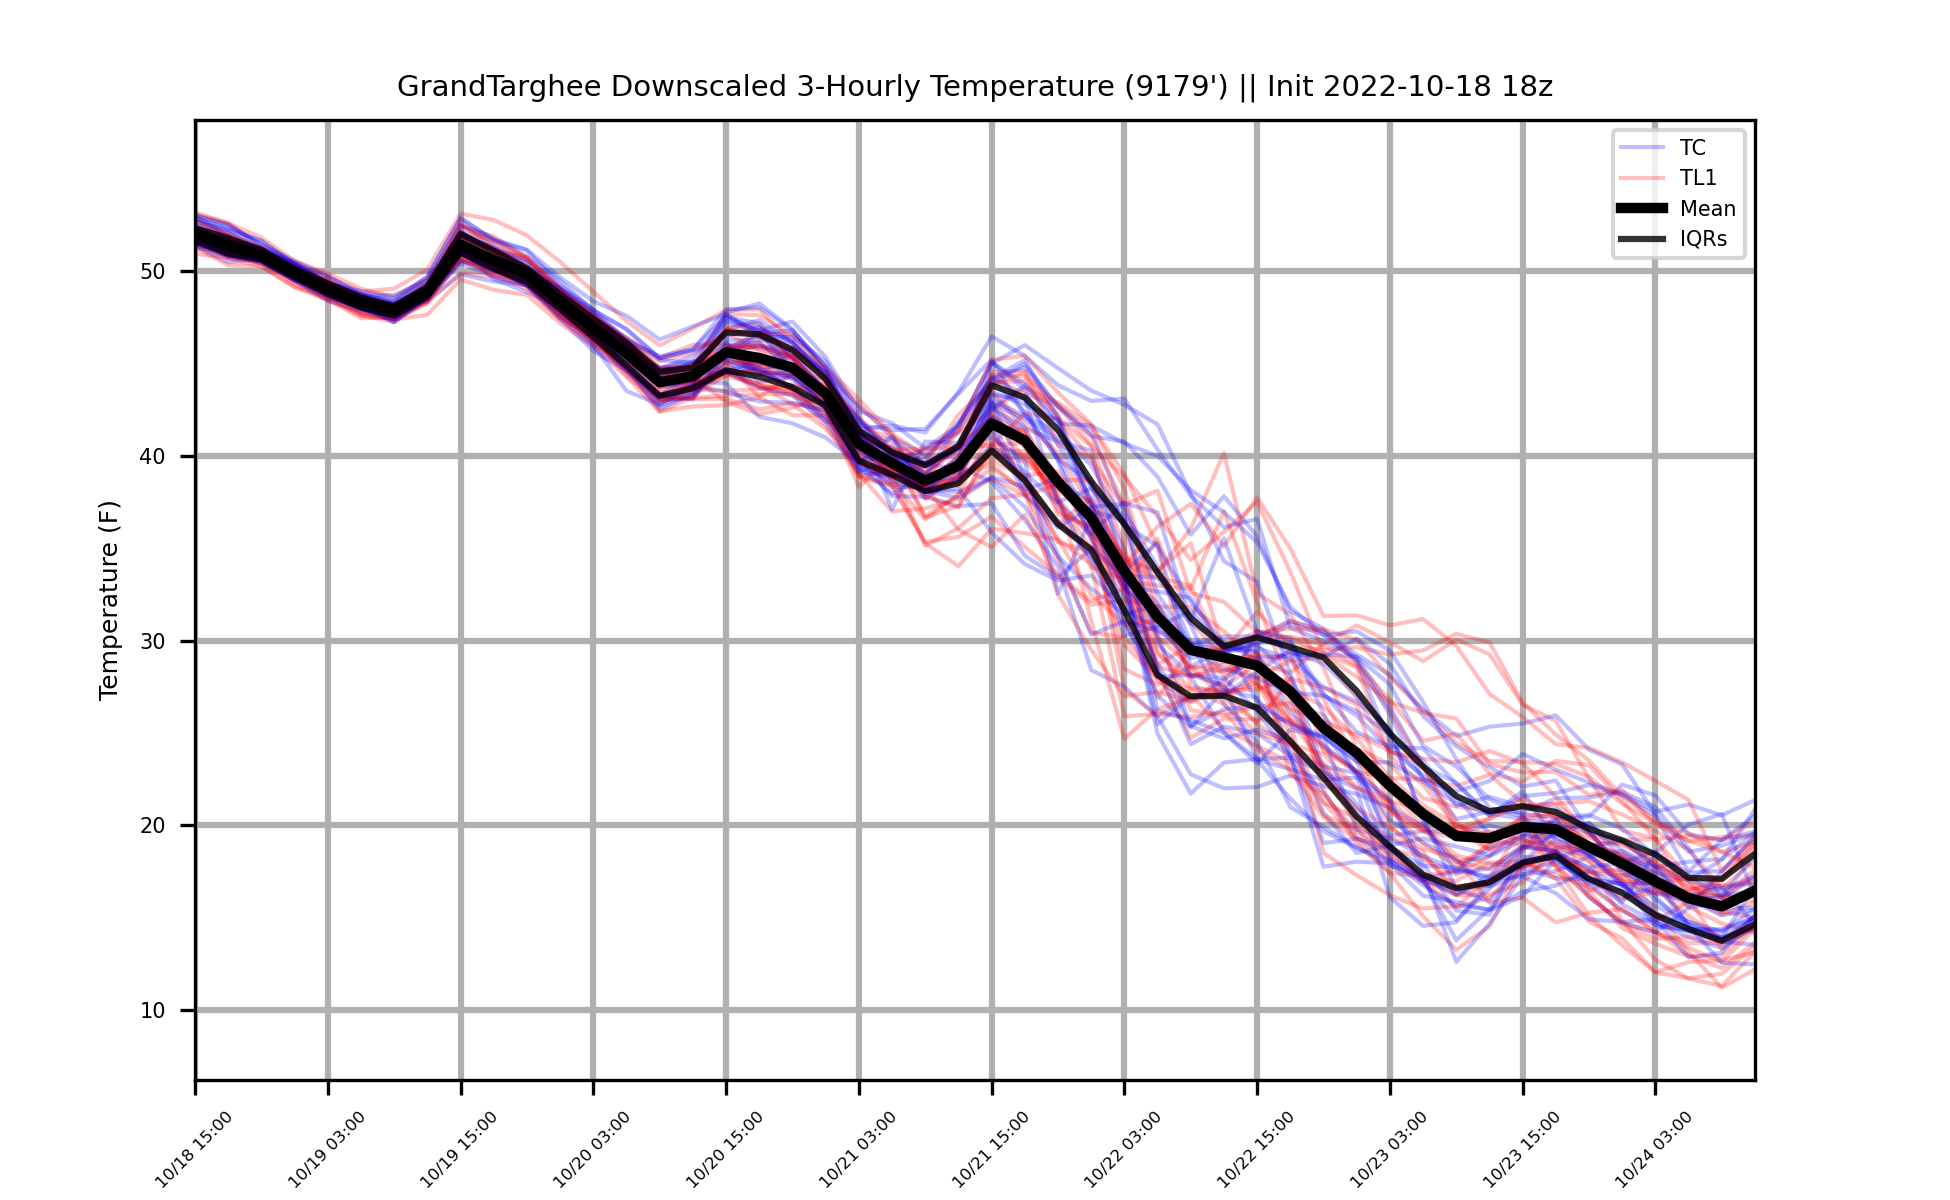 GrandTarghee Downscaled 3-Hourly Temperature (9179') || Init 2022-10-18 18z
TC
TL1
Mean
IQRs
Temperature (F)
50
40
30
20
10
10/18 15:00
10/19 03:00
10/19 15:00
10/20 03:00
10/20 15:00
10/21 03:00
10/21 15:00
10/22 03:00
10/22 15:00
10/23 03:00
10/23 15:00
10/24 03:00